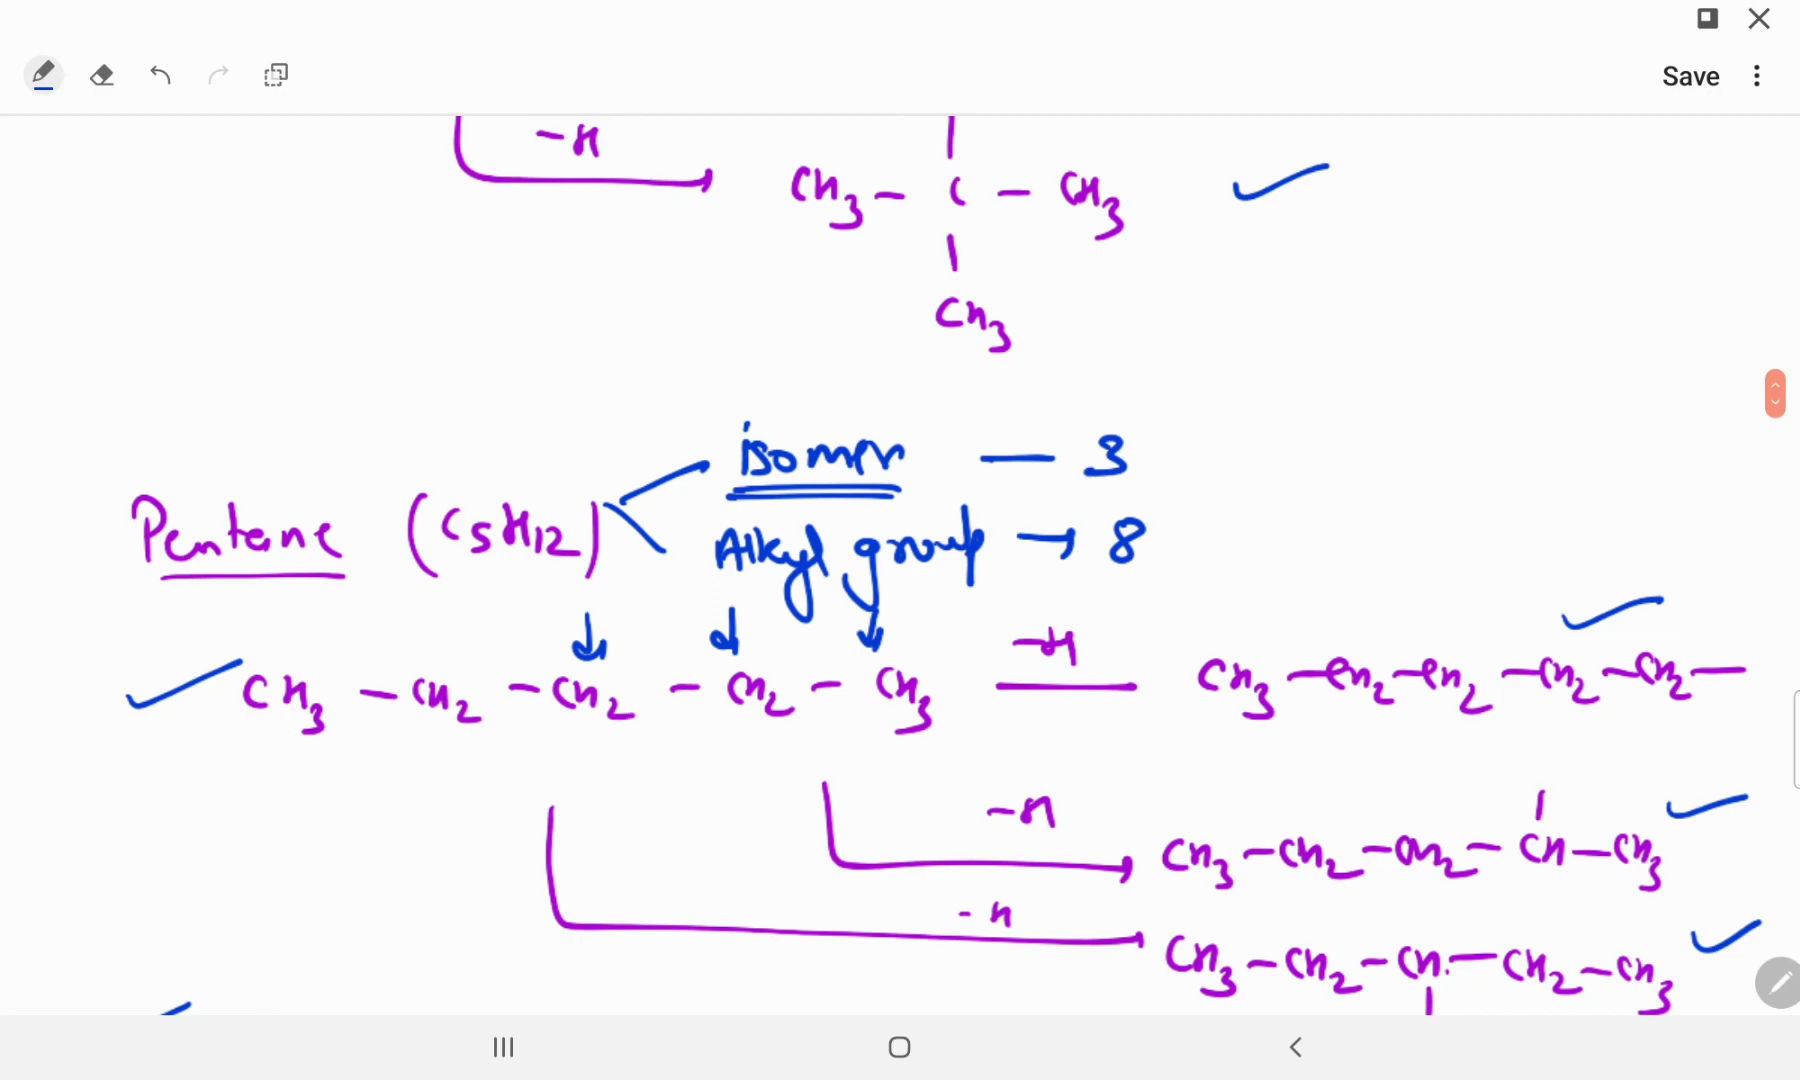 Save
-H
CH3 - C - CH3
CH3
isomer — 3
Pentane (C5H12)
Alkyl group → 8
CH3 - CH2 - CH2 - CH2 - CH3
-H
CH3 - CH2 - CH2 - CH2 - CH2 -
-H
CH3 - CH2 - CH2 - CH - CH3
-H
CH3 - CH2 - CH - CH2 - CH3